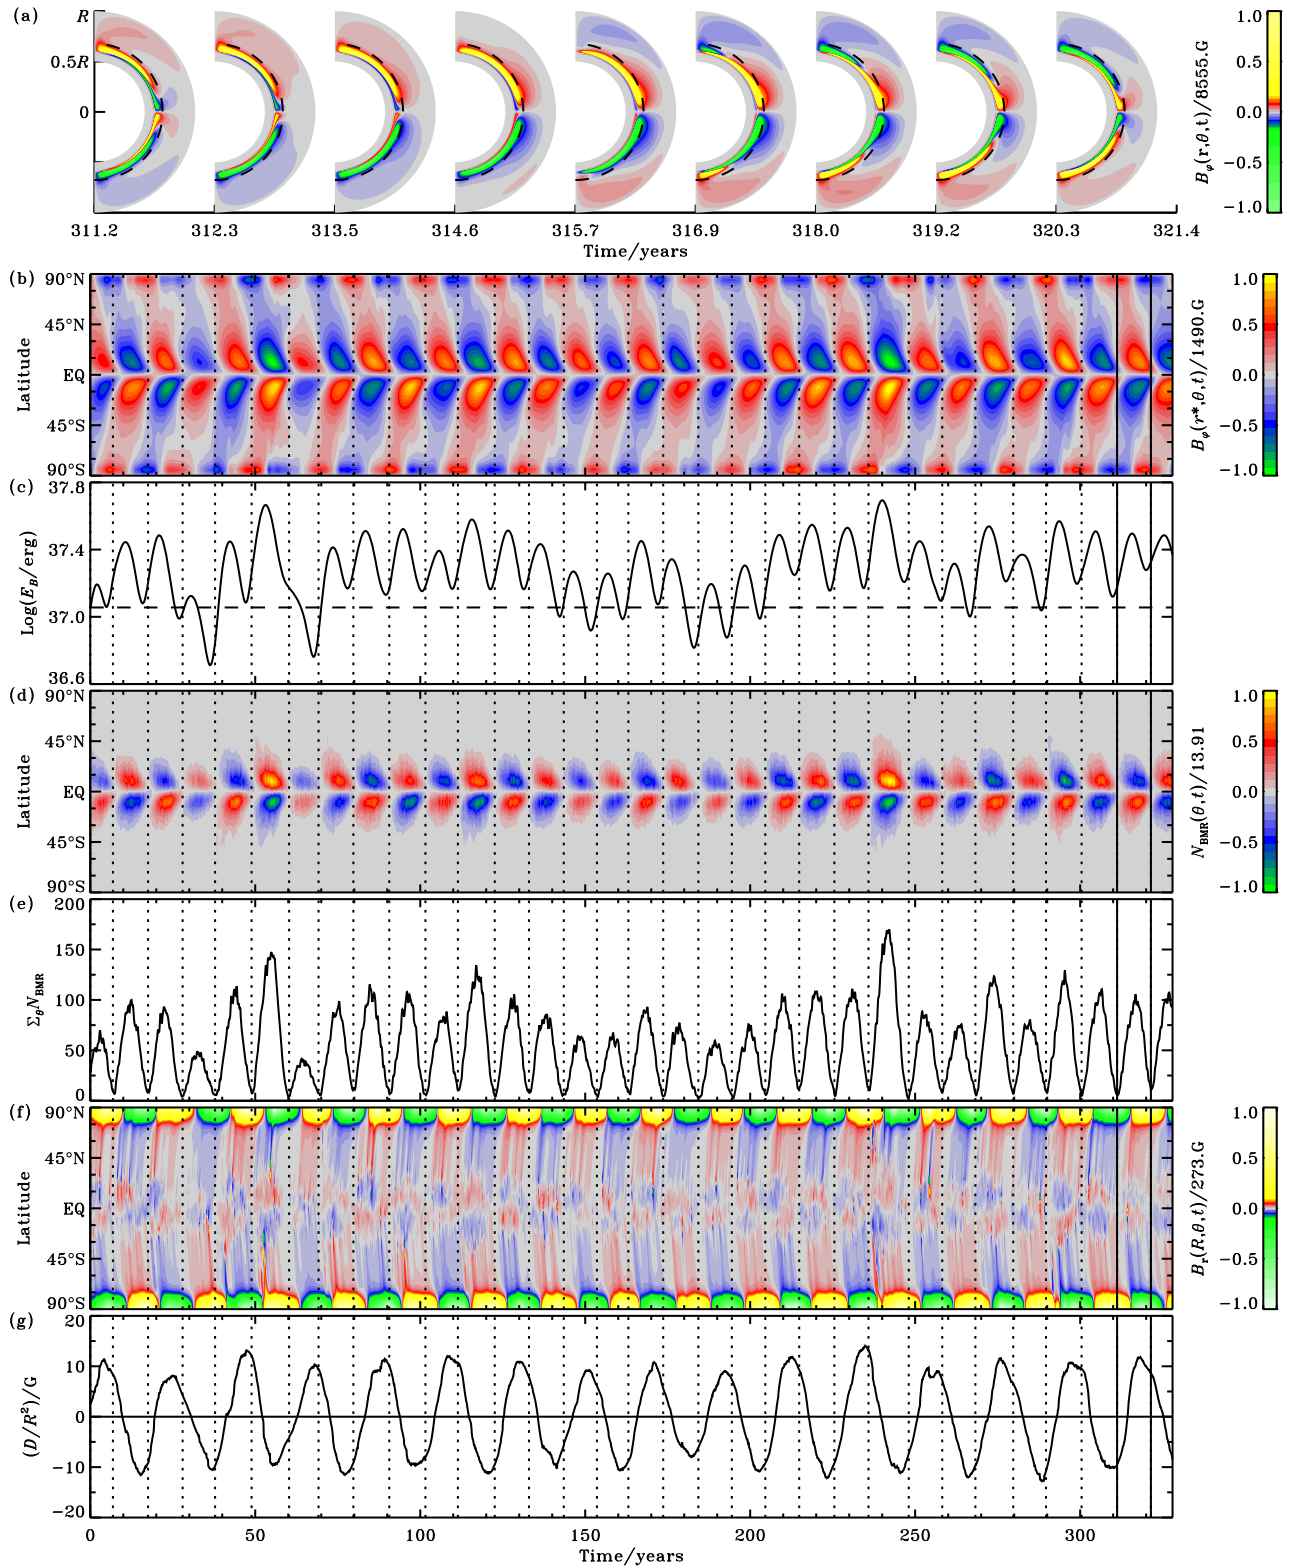 (a)
R
0.5R
0
311.2 312.3 313.5 314.6 315.7 316.9 318.0 319.2 320.3 321.4
Time/years
1.0
0.5
0.0
−0.5
−1.0
Bφ(r,θ,t)/8555.G
(b)
90°N
45°N
EQ
45°S
90°S
Latitude
1.0
0.5
0.0
−0.5
−1.0
Bφ(r*,θ,t)/1490.G
(c)
37.8
37.4
37.0
36.6
Log(E_B/erg)
(d)
90°N
45°N
EQ
45°S
90°S
Latitude
1.0
0.5
0.0
−0.5
−1.0
N_BMR(θ,t)/13.91
(e)
200
150
100
50
0
Σ_θ N_BMR
(f)
90°N
45°N
EQ
45°S
90°S
Latitude
1.0
0.5
0.0
−0.5
−1.0
B_r(R,θ,t)/273.G
(g)
20
10
0
−10
−20
(D/R²)/G
0 50 100 150 200 250 300
Time/years